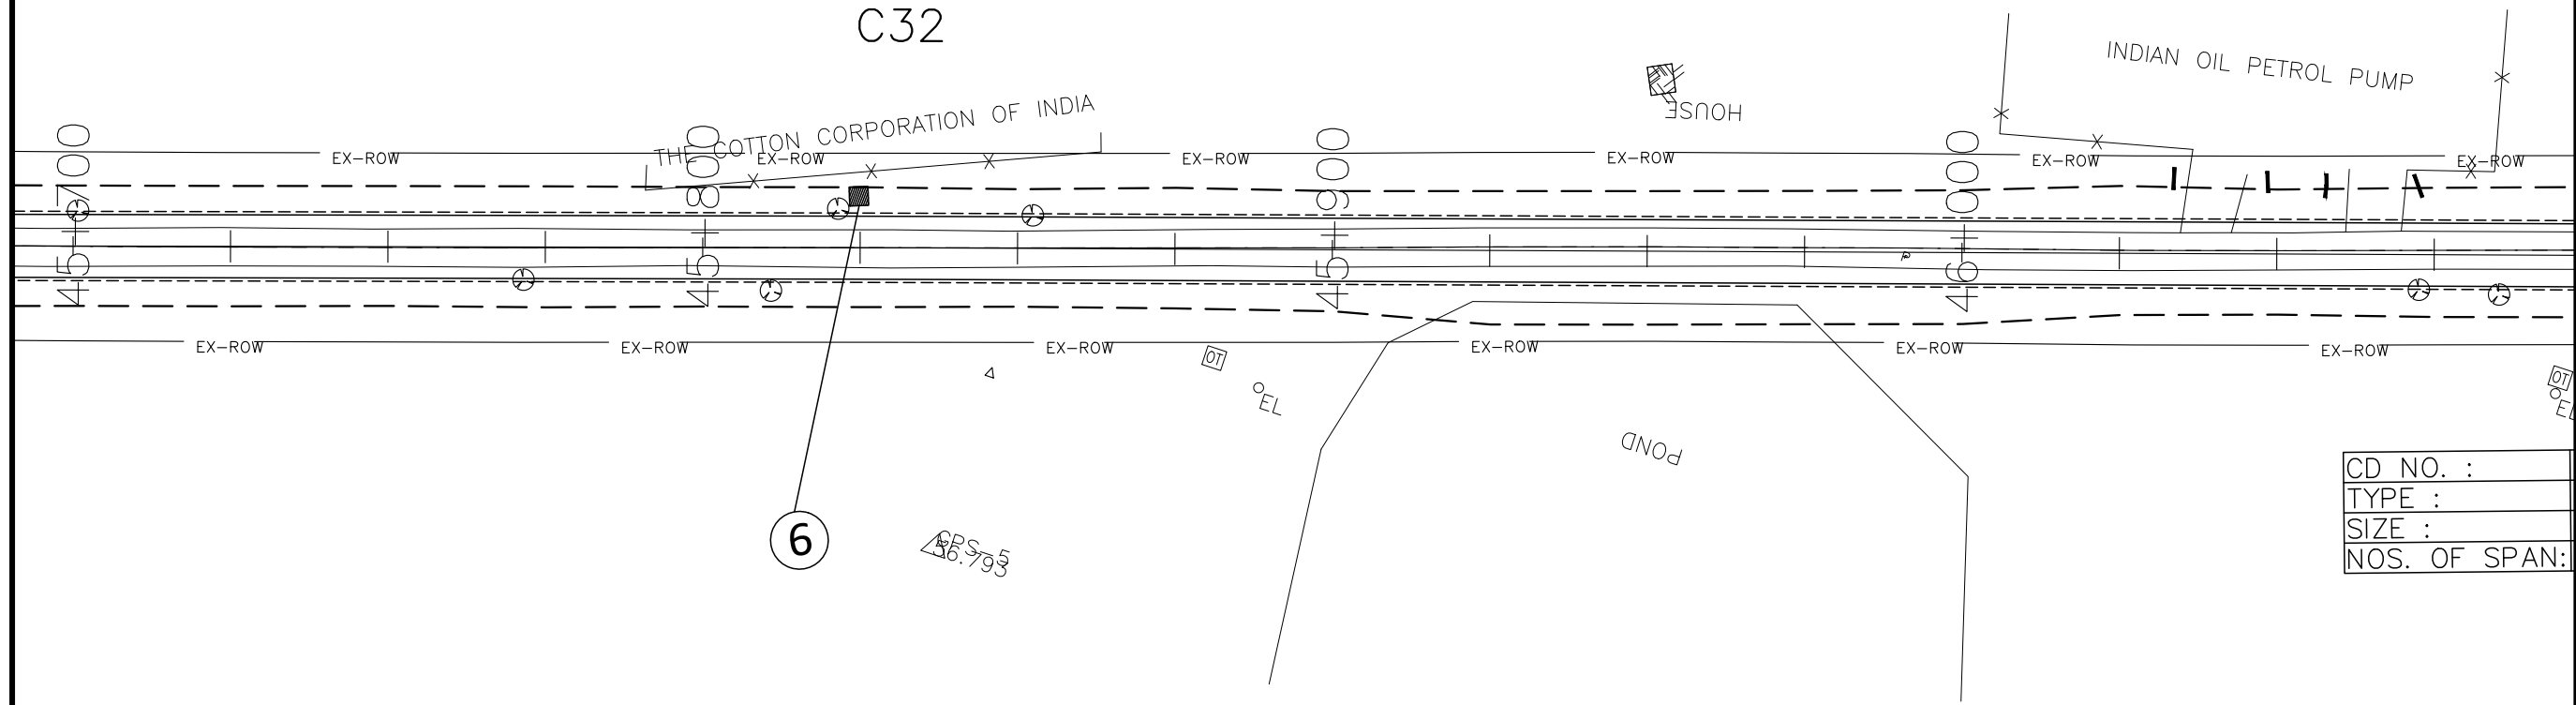 C32
THE COTTON CORPORATION OF INDIA
HOUSE
INDIAN OIL PETROL PUMP
EX-ROW
EX-ROW
EX-ROW
EX-ROW
EX-ROW
EX-ROW
45+700
45+800
45+900
46+000
EX-ROW
EX-ROW
EX-ROW
EX-ROW
EX-ROW
EX-ROW
OT
EL
OT
EL
POND
6
GPS-5
CD NO. :
TYPE :
SIZE :
NOS. OF SPAN: